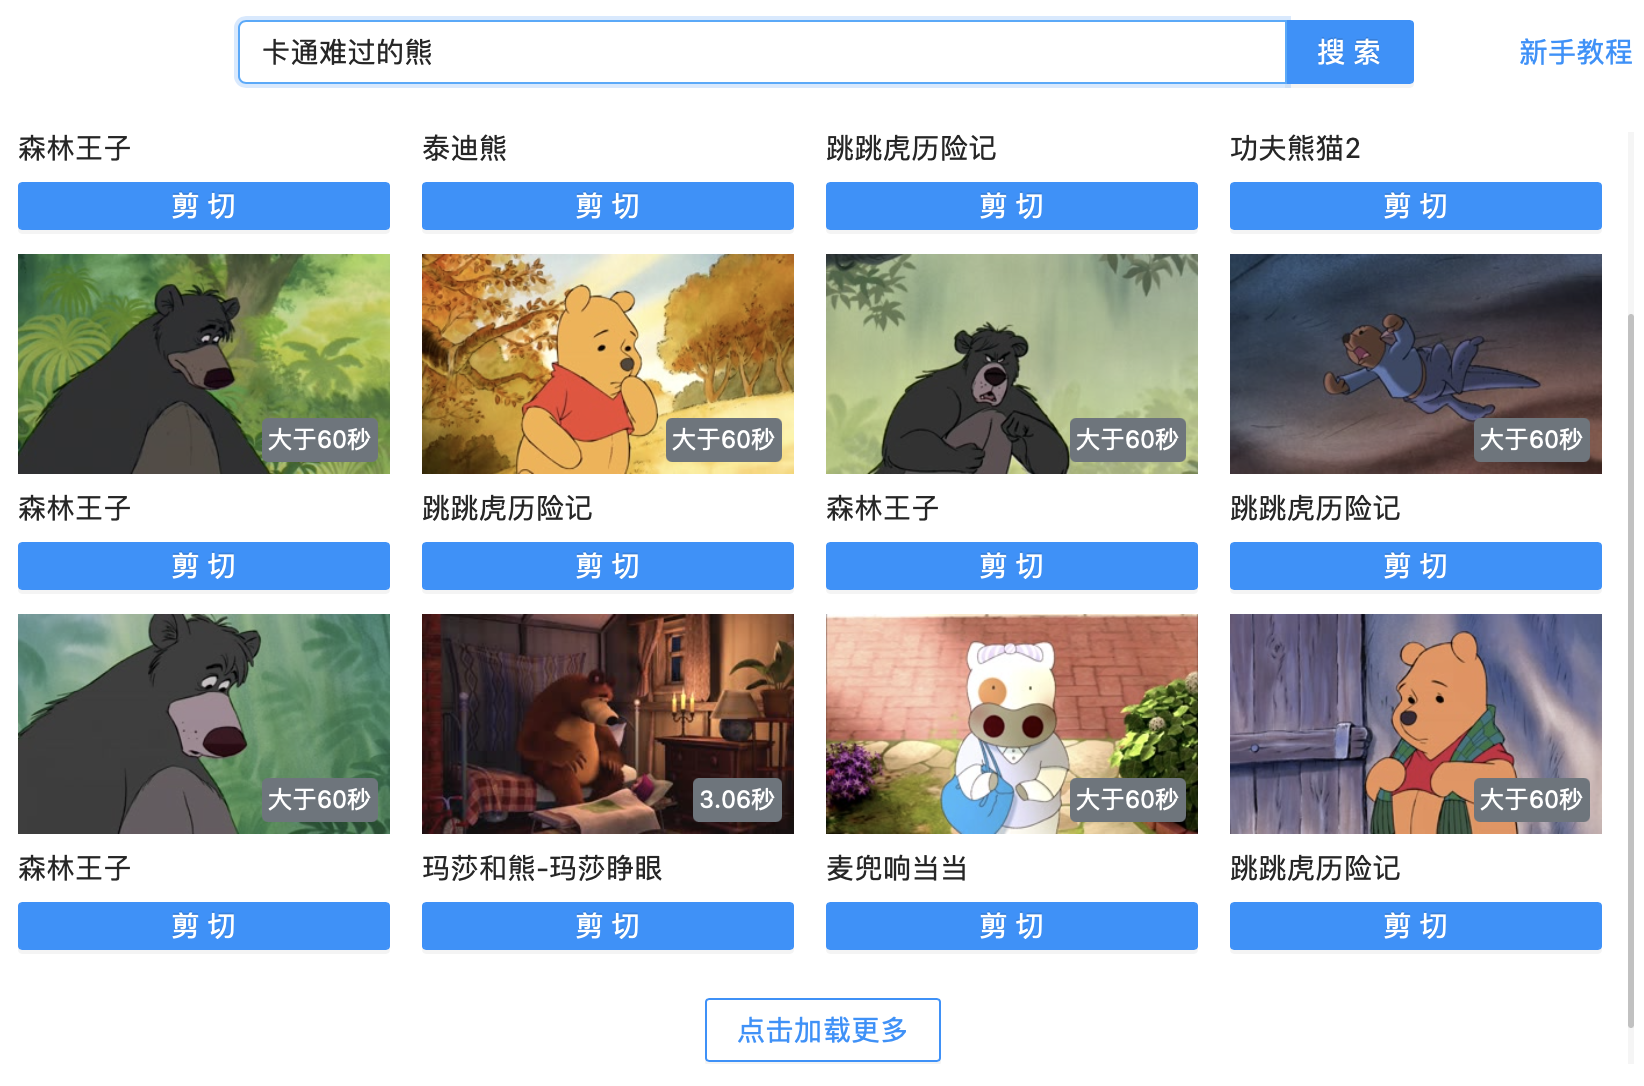 卡通难过的熊
搜 索
新手教程
森林王子
泰迪熊
跳跳虎历险记
功夫熊猫2
剪 切
剪 切
剪 切
剪 切
大于60秒
大于60秒
大于60秒
大于60秒
森林王子
跳跳虎历险记
森林王子
跳跳虎历险记
剪 切
剪 切
剪 切
剪 切
大于60秒
3.06秒
大于60秒
大于60秒
森林王子
玛莎和熊-玛莎睁眼
麦兜响当当
跳跳虎历险记
剪 切
剪 切
剪 切
剪 切
点击加载更多